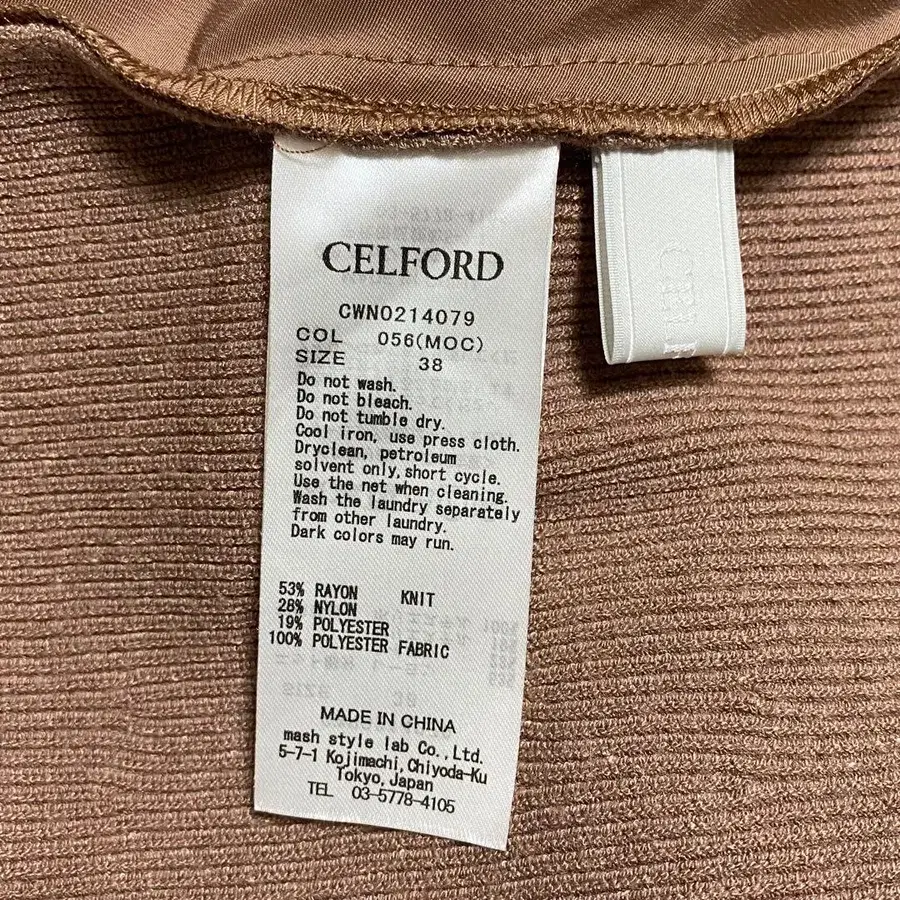 CELFORD
CWNO214079
COL 056(MOC)
SIZE 38
Do not wash.
Do not bleach.
Do not tumble dry.
Cool iron, use press cloth.
Dryclean, petroleum
solvent only,short cycle.
Use the net when cleaning.
Wash the laundry separately
from other laundry.
Dark colors may run.
53% RAYON KNIT
28% NYLON
19% POLYESTER
100% POLYESTER FABRIC
MADE IN CHINA
mash style lab Co.,Ltd.
5-7-1 Kojimachi,Chiyoda-Ku
Tokyo,Japan
TEL 03-5778-4105